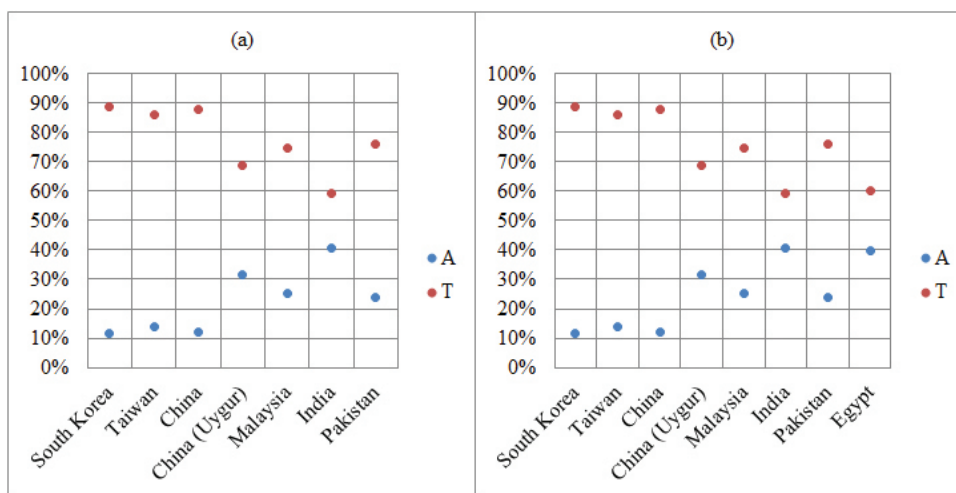 (a)
100%
90%
80%
70%
60%
50%
40%
30%
20%
10%
0%
South Korea
Taiwan
China
China (Uygur)
Malaysia
India
Pakistan
A
T
(b)
100%
90%
80%
70%
60%
50%
40%
30%
20%
10%
0%
South Korea
Taiwan
China
China (Uygur)
Malaysia
India
Pakistan
Egypt
A
T